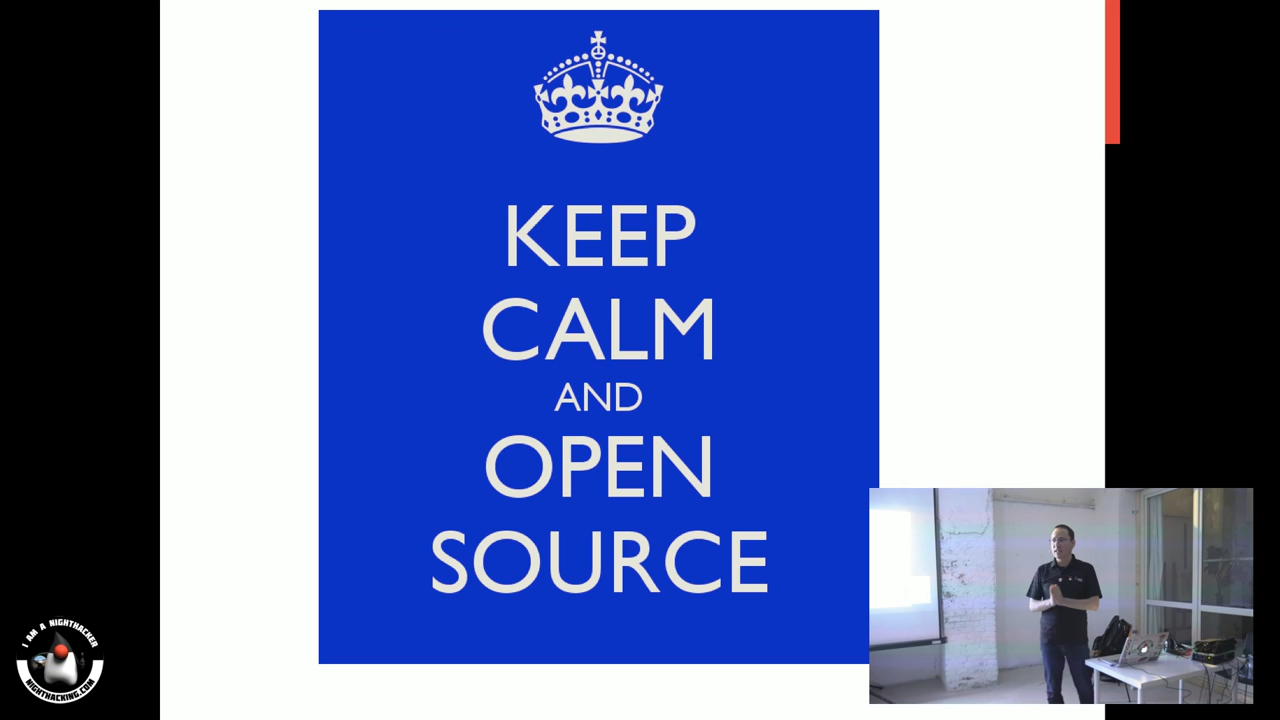 KEEP
CALM
AND
OPEN
SOURCE
I AM A NIGHTHACKER
NIGHTHACKING.COM